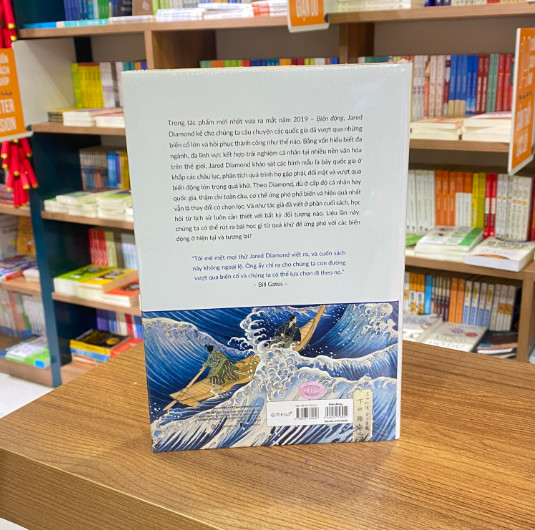 Trong tác phẩm mới nhất vừa ra mắt năm 2019 – Biến động, Jared
Diamond kể cho chúng ta câu chuyện các quốc gia đã vượt qua những
biến cố lớn và hồi phục thành công như thế nào. Bằng vốn hiểu biết đa
ngành, đa lĩnh vực kết hợp trải nghiệm cá nhân tại nhiều nền văn hóa
trên thế giới, Jared Diamond khảo sát các hình mẫu là bảy quốc gia ở
khắp các châu lục, phân tích quá trình họ gặp phải, đối mặt và vượt qua
biến động lớn trong quá khứ. Theo Diamond, dù ở cấp độ cá nhân hay
quốc gia, thậm chí toàn cầu, cơ chế ứng phó phổ biến và hiệu quả nhất
vẫn là thay đổi có chọn lọc. Và như tác giả đã viết ở phần cuối sách, học
hỏi từ lịch sử luôn cần thiết với bất kỳ đối tượng nào. Liệu lần này,
chúng ta có thể rút ra bài học gì từ quá khứ để ứng phó với các biến
động ở hiện tại và tương lai?
"Tôi mê mệt mọi thứ Jared Diamond viết ra, và cuốn sách
này không ngoại lệ. Ông ấy chỉ ra cho chúng ta con đường
vượt qua biến cố và chúng ta có thể lựa chọn đi theo nó."
– Bill Gates –